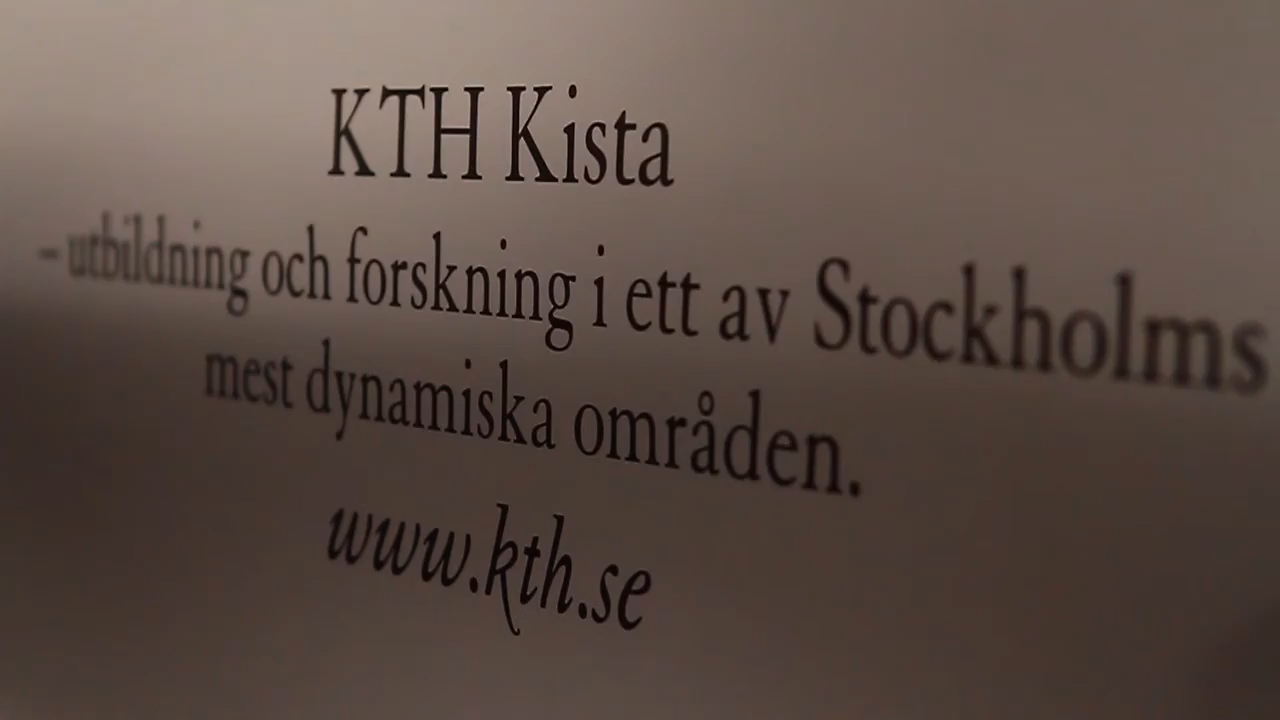 KTH Kista
– utbildning och forskning i ett av Stockholms
mest dynamiska områden.
www.kth.se